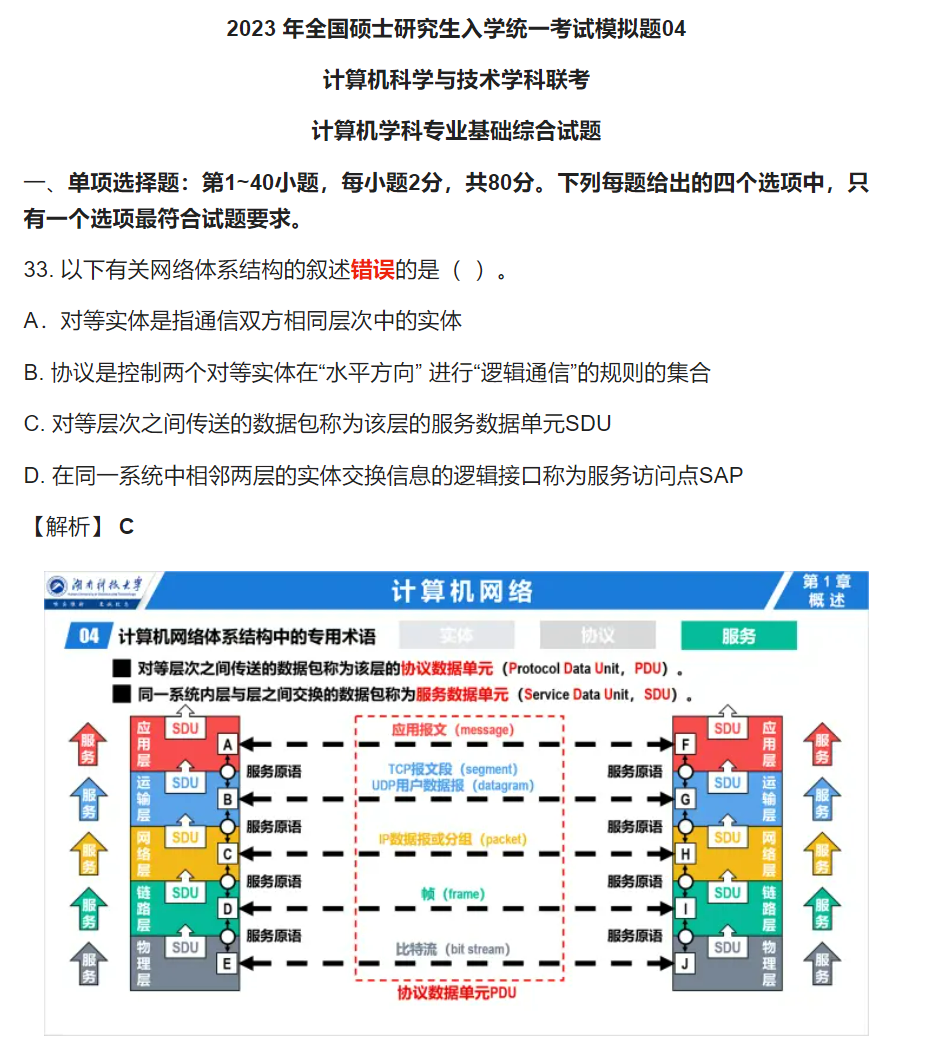 2023 年全国硕士研究生入学统一考试模拟题04
计算机科学与技术学科联考
计算机学科专业基础综合试题
一、单项选择题：第1~40小题，每小题2分，共80分。下列每题给出的四个选项中，只
有一个选项最符合试题要求。
33. 以下有关网络体系结构的叙述错误的是（ ）。
A．对等实体是指通信双方相同层次中的实体
B. 协议是控制两个对等实体在“水平方向” 进行“逻辑通信”的规则的集合
C. 对等层次之间传送的数据包称为该层的服务数据单元SDU
D. 在同一系统中相邻两层的实体交换信息的逻辑接口称为服务访问点SAP
【解析】 C
湖南科技大学
计算机网络
第1章
概述
04 计算机网络体系结构中的专用术语 实体 协议 服务
对等层次之间传送的数据包称为该层的协议数据单元（Protocol Data Unit，PDU）。
同一系统内层与层之间交换的数据包称为服务数据单元（Service Data Unit，SDU）。
服务 应用层 SDU A 应用报文（message） F SDU 应用层 服务
服务原语 服务原语
服务 运输层 SDU B TCP报文段（segment） G SDU 运输层 服务
UDP用户数据报（datagram）
服务原语 服务原语
服务 网络层 SDU C IP数据报或分组（packet） H SDU 网络层 服务
服务原语 服务原语
服务 链路层 SDU D 帧（frame） I SDU 链路层 服务
服务原语 服务原语
服务 物理层 SDU E 比特流（bit stream） J SDU 物理层 服务
协议数据单元PDU